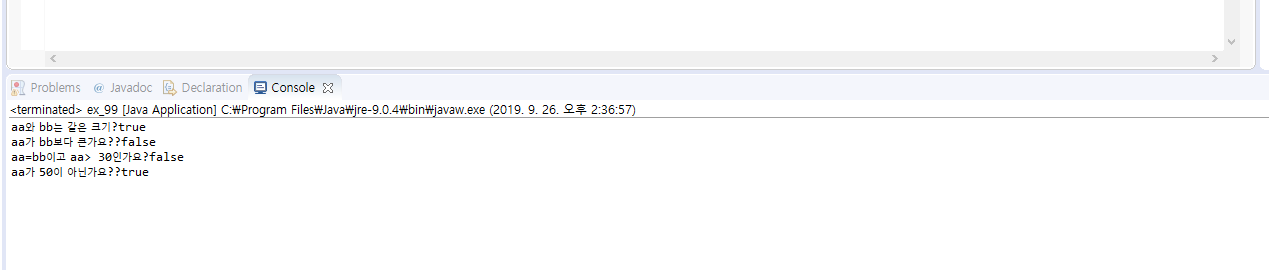 Problems @ Javadoc Declaration Console
<terminated> ex_99 [Java Application] C:₩Program Files₩Java₩jre-9.0.4₩bin₩javaw.exe (2019. 9. 26. 오후 2:36:57)
aa와 bb는 같은 크기?true
aa가 bb보다 큰가요??false
aa=bb이고 aa> 30인가요?false
aa가 50이 아닌가요??true